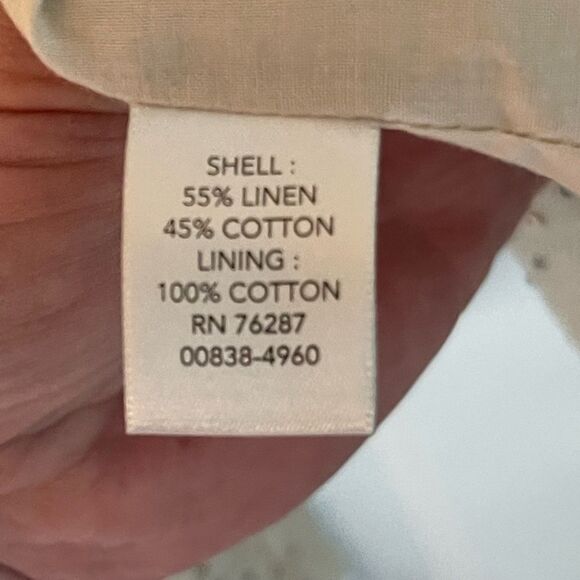 SHELL :
55% LINEN
45% COTTON
LINING :
100% COTTON
RN 76287
00838-4960